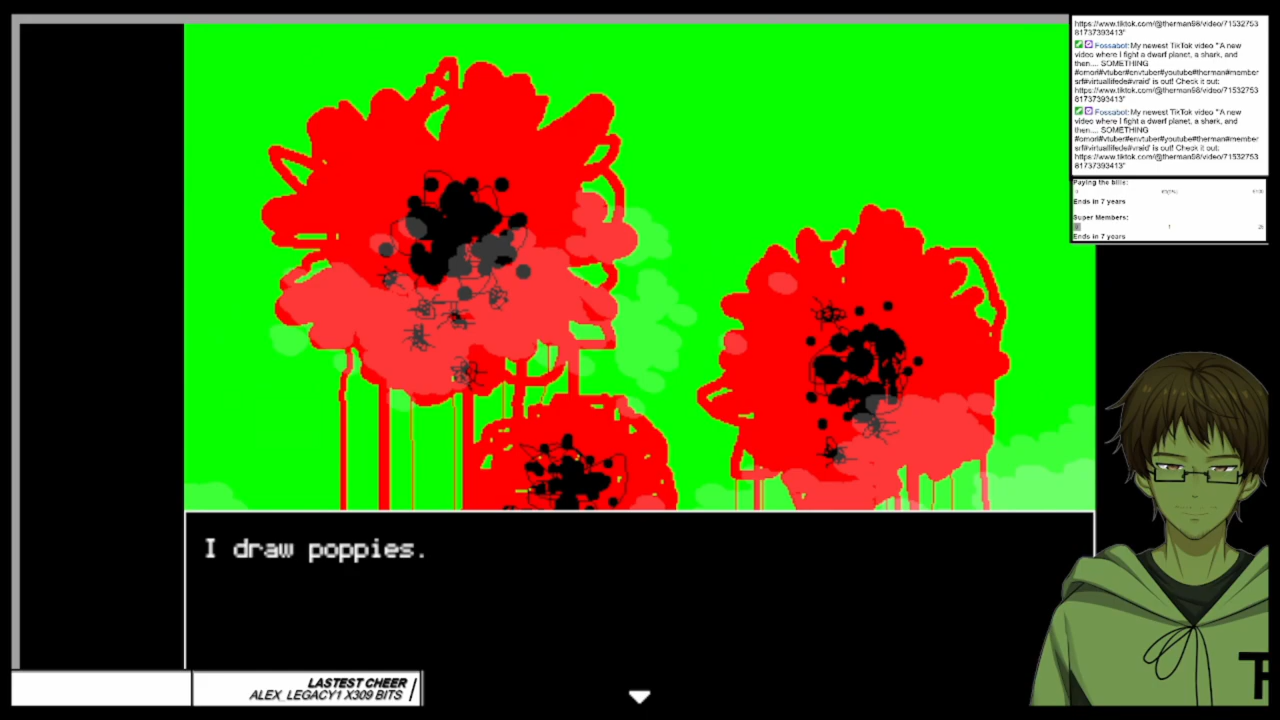 https://www.tiktok.com/@therman98/video/71532753
81737393413"
Fossabot: My newest TikTok video "'A new
video where I fight a dwarf planet, a shark, and
then.... SOMETHING
#omori#vtuber#envtuber#youtube#therman#member
srf#virtuallifede#vraid' is out! Check it out:
https://www.tiktok.com/@therman98/video/71532753
81737393413"
Fossabot: My newest TikTok video "'A new
video where I fight a dwarf planet, a shark, and
then.... SOMETHING
#omori#vtuber#envtuber#youtube#therman#member
srf#virtuallifede#vraid' is out! Check it out:
https://www.tiktok.com/@therman98/video/71532753
81737393413"
Paying the bills:
Ends in 7 years
Super Members:
Ends in 7 years
I draw poppies.
LASTEST CHEER
ALEX_LEGACY1 X309 BITS